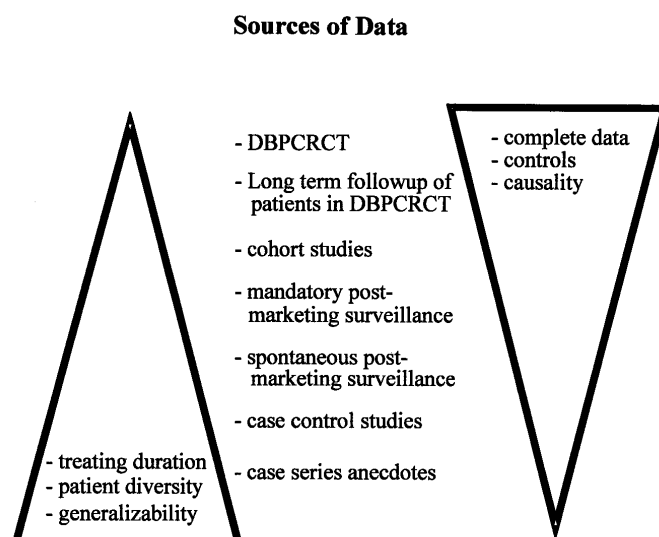 Sources of Data
- DBPCRCT
- Long term followup of
patients in DBPCRCT
- cohort studies
- mandatory post-
marketing surveillance
- spontaneous post-
marketing surveillance
- case control studies
- case series anecdotes
- treating duration
- patient diversity
- generalizability
- complete data
- controls
- causality